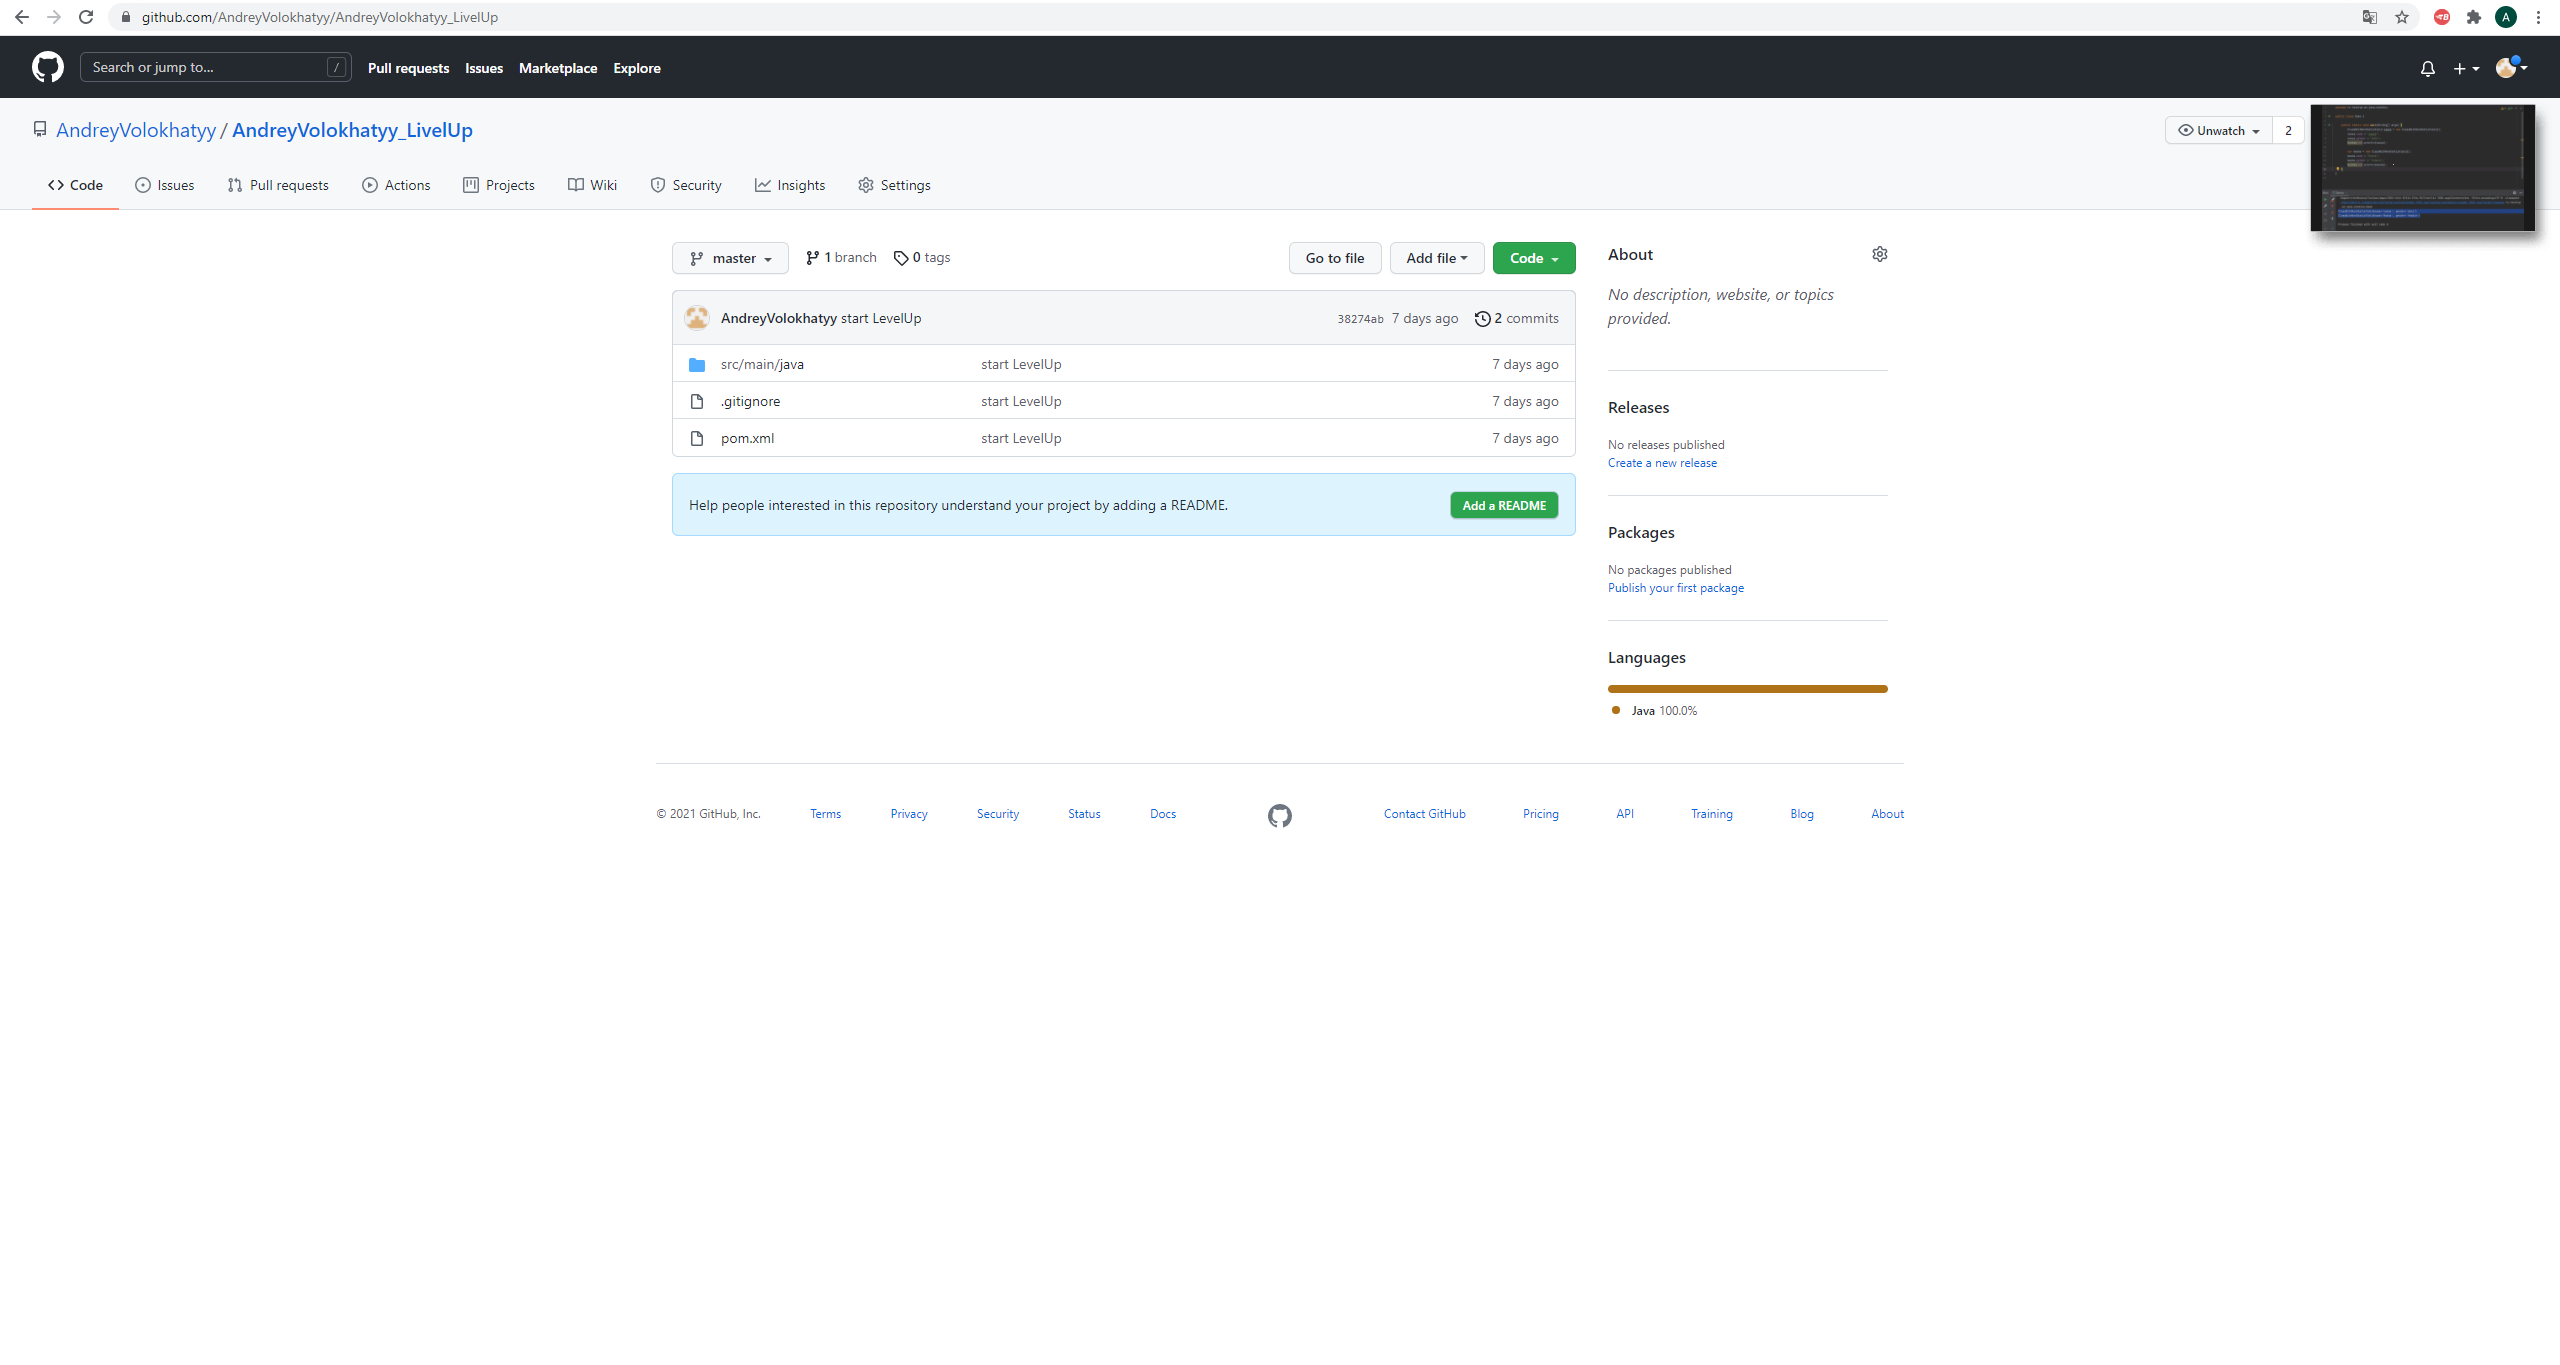 github.com/AndreyVolokhatyy/AndreyVolokhatyy_LivelUp
A
Search or jump to... /
Pull requests Issues Marketplace Explore
AndreyVolokhatyy / AndreyVolokhatyy_LivelUp
Unwatch 2
Code Issues Pull requests Actions Projects Wiki Security Insights Settings
master 1 branch 0 tags
Go to file Add file Code
AndreyVolokhatyy start LevelUp 38274ab 7 days ago 2 commits
src/main/java start LevelUp 7 days ago
.gitignore start LevelUp 7 days ago
pom.xml start LevelUp 7 days ago
Help people interested in this repository understand your project by adding a README. Add a README
About
No description, website, or topics
provided.
Releases
No releases published
Create a new release
Packages
No packages published
Publish your first package
Languages
Java 100.0%
© 2021 GitHub, Inc. Terms Privacy Security Status Docs Contact GitHub Pricing API Training Blog About